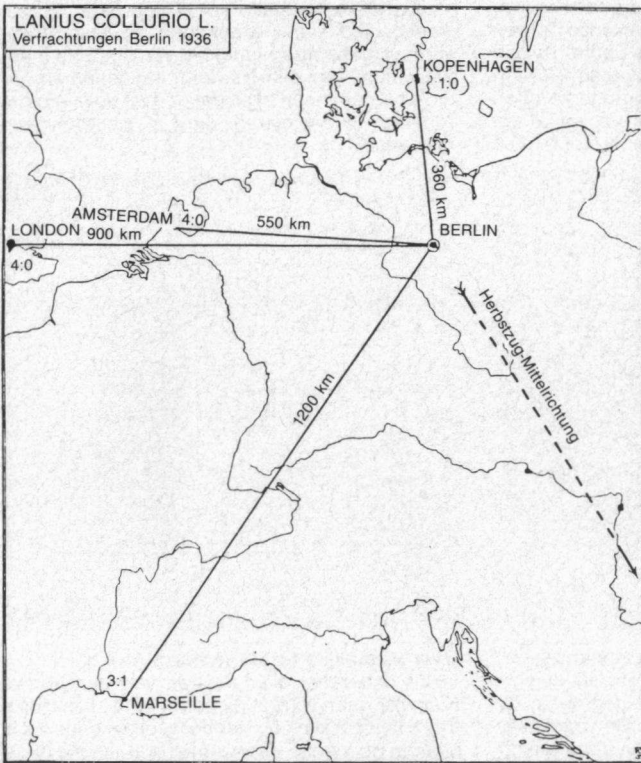 LANIUS COLLURIO L.
Verfrachtungen Berlin 1936
KOPENHAGEN
1:0
360 km
AMSTERDAM 4:0
550 km
BERLIN
LONDON
900 km
4:0
Herbstzug-Mittelrichtung
1200 km
3:1
MARSEILLE